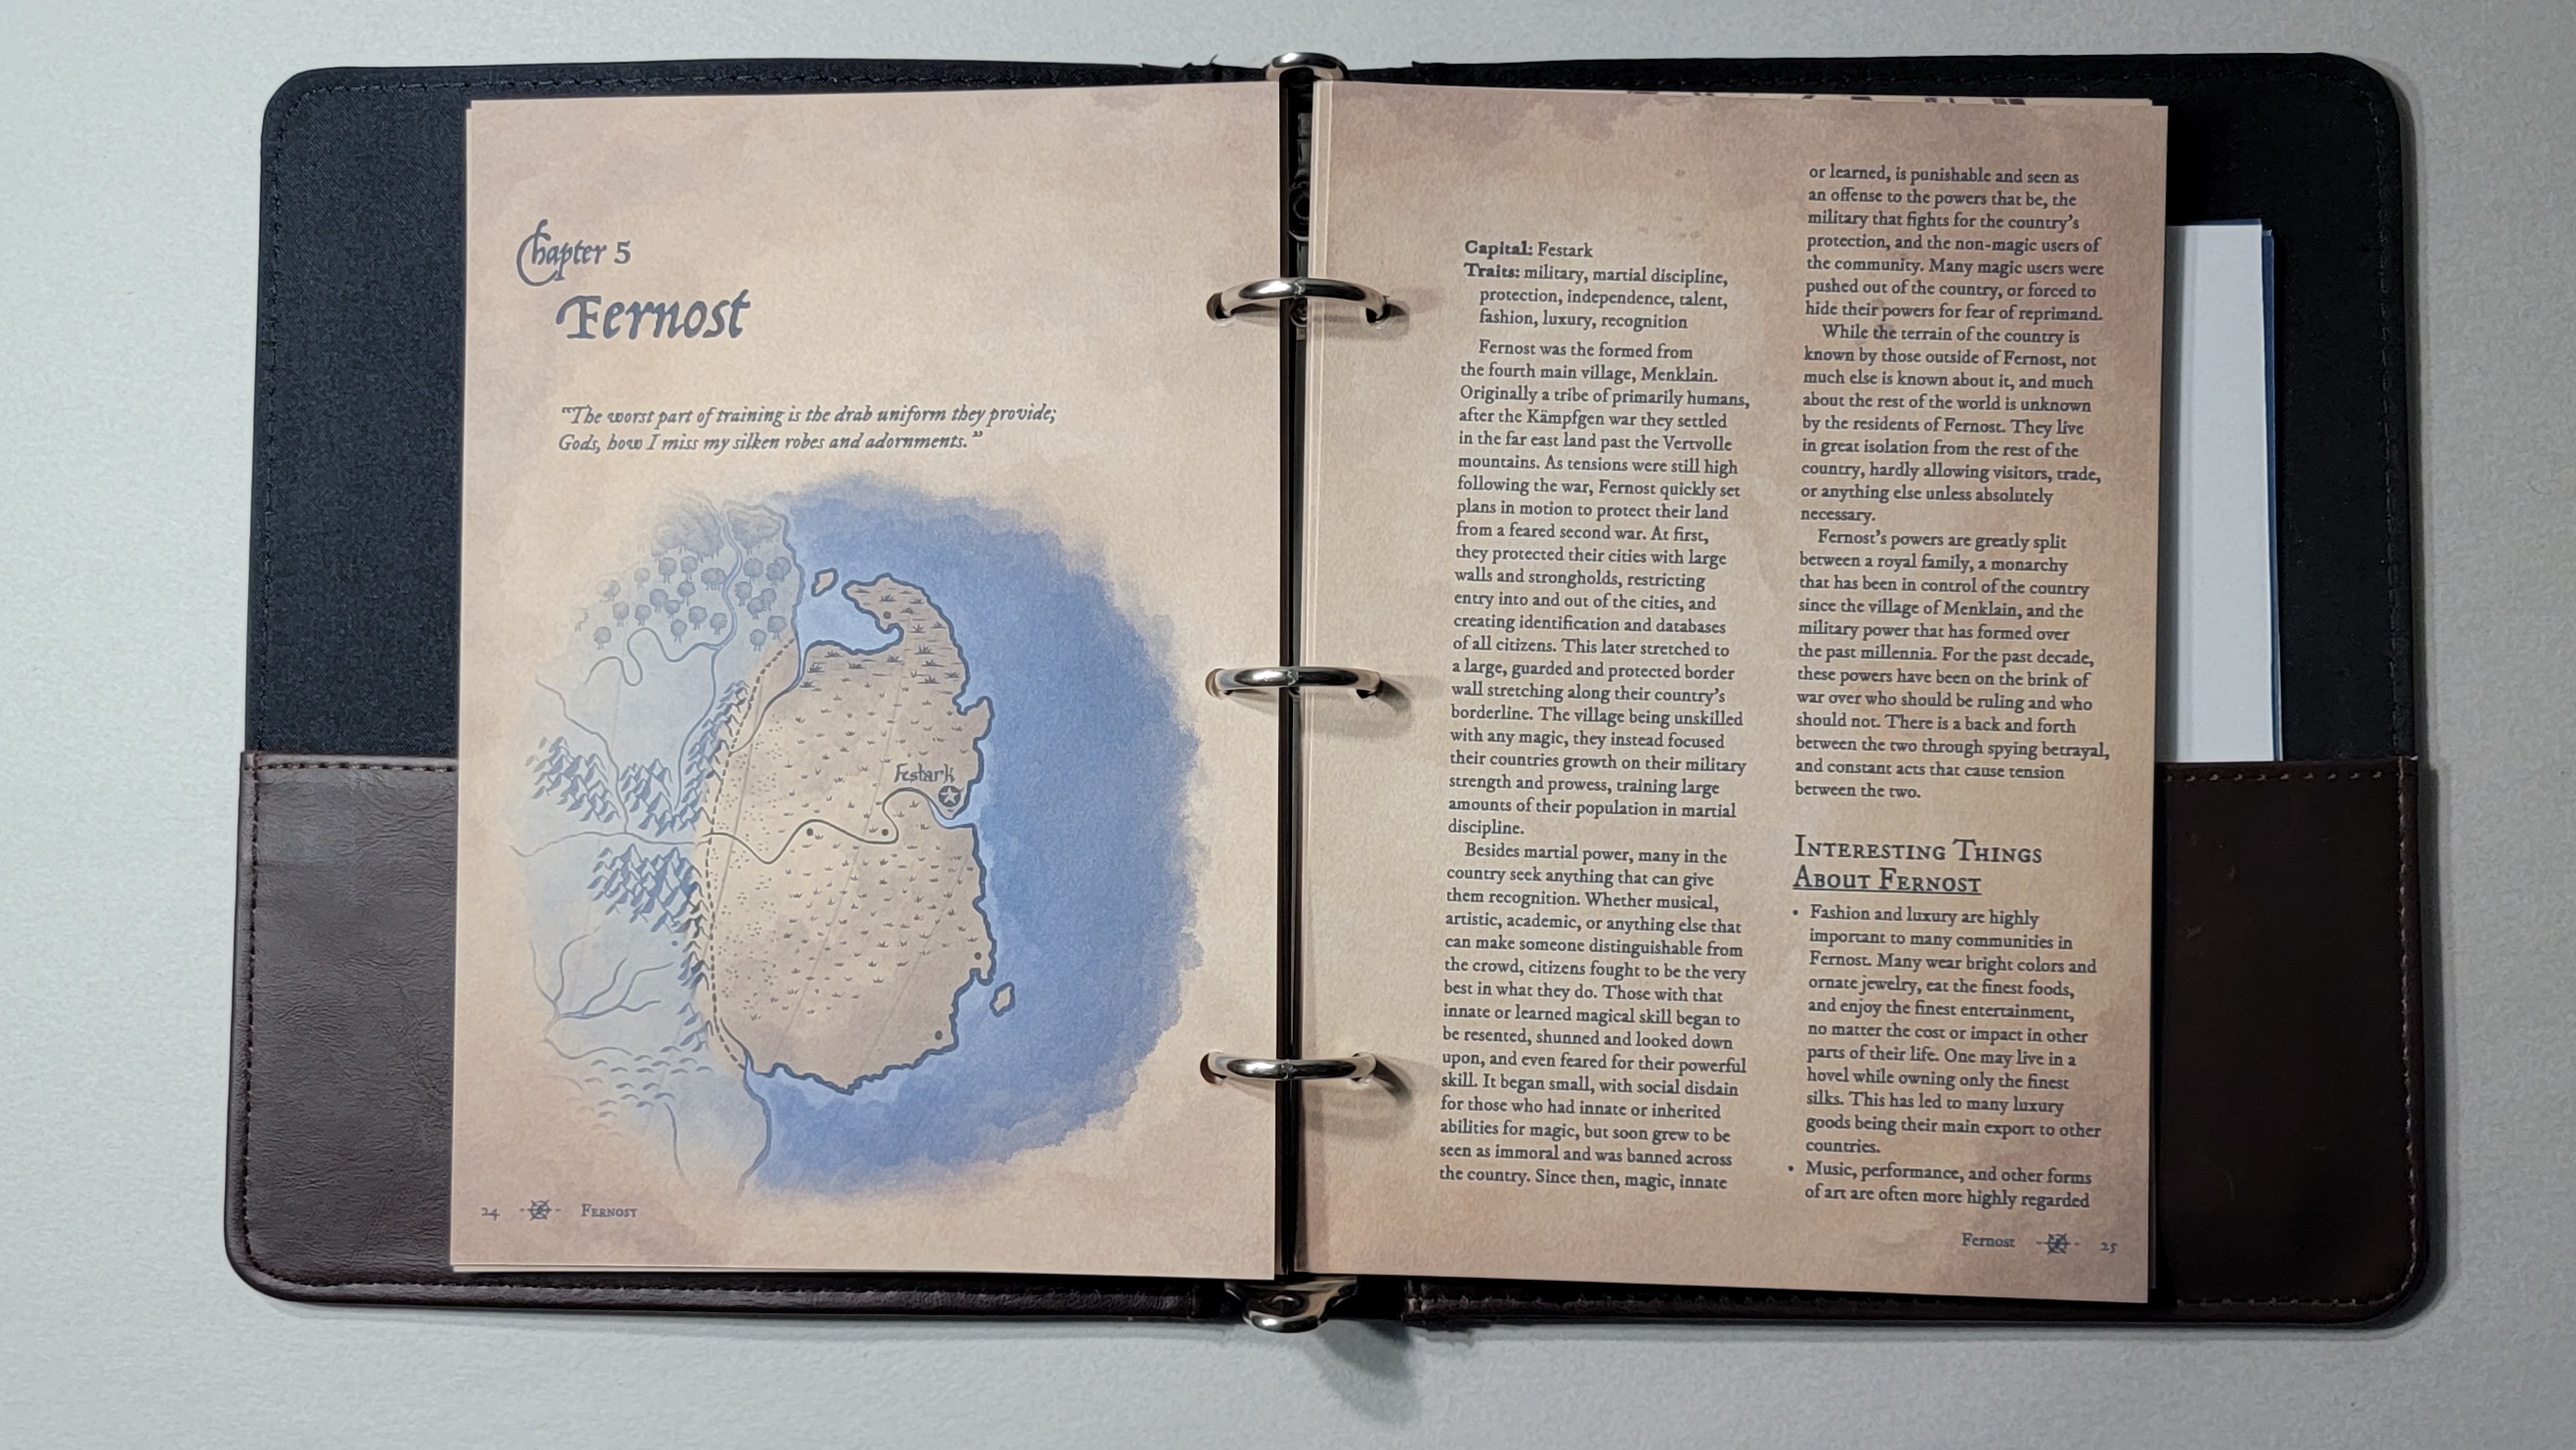 Chapter 5
Fernost
"The worst part of training is the drab uniform they provide;
Gods, how I miss my silken robes and adornments."
Festark
24
Fernost
Capital: Festark
Traits: military, martial discipline,
protection, independence, talent,
fashion, luxury, recognition
Fernost was the formed from
the fourth main village, Menklain.
Originally a tribe of primarily humans,
after the Kämpfgen war they settled
in the far east land past the Vervolle
mountains. As tensions were still high
following the war, Fernost quickly set
plans in motion to protect their land
from a feared second war. At first,
they protected their cities with large
walls and strongholds, restricting
entry into and out of the cities, and
creating identification and databases
of all citizens. This later stretched to
a large, guarded and protected border
wall stretching along their country's
borderline. The village being unskilled
with any magic, they instead focused
their countries growth on their military
strength and prowess, training large
amounts of their population in martial
discipline.
Besides martial power, many in the
country seek anything that can give
them recognition. Whether musical,
artistic, academic, or anything else that
can make someone distinguishable from
the crowd, citizens fought to be the very
best in what they do. Those with that
innate or learned magical skill began to
be resented, shunned and looked down
upon, and even feared for their powerful
skill. It began small, with social disdain
for those who had innate or inherited
abilities for magic, but soon grew to be
seen as immoral and was banned across
the country. Since then, magic, innate
or learned, is punishable and seen as
an offense to the powers that be, the
military that fights for the country's
protection, and the non-magic users of
the community. Many magic users were
pushed out of the country, or forced to
hide their powers for fear of reprimand.
While the terrain of the country is
known by those outside of Fernost, not
much else is known about it, and much
about the rest of the world is unknown
by the residents of Fernost. They live
in great isolation from the rest of the
country, hardly allowing visitors, trade,
or anything else unless absolutely
necessary.
Fernost's powers are greatly split
between a royal family, a monarchy
that has been in control of the country
since the village of Menklain, and the
military power that has formed over
the past millennia. For the past decade,
these powers have been on the brink of
war over who should be ruling and who
should not. There is a back and forth
between the two through spying betrayal,
and constant acts that cause tension
between the two.
Interesting Things
About Fernost
• Fashion and luxury are highly
important to many communities in
Fernost. Many wear bright colors and
ornate jewelry, eat the finest foods,
and enjoy the finest entertainment,
no matter the cost or impact in other
parts of their life. One may live in a
hovel while owning only the finest
silks. This has led to many luxury
goods being their main export to other
countries.
• Music, performance, and other forms
of art are often more highly regarded
Fernost
25